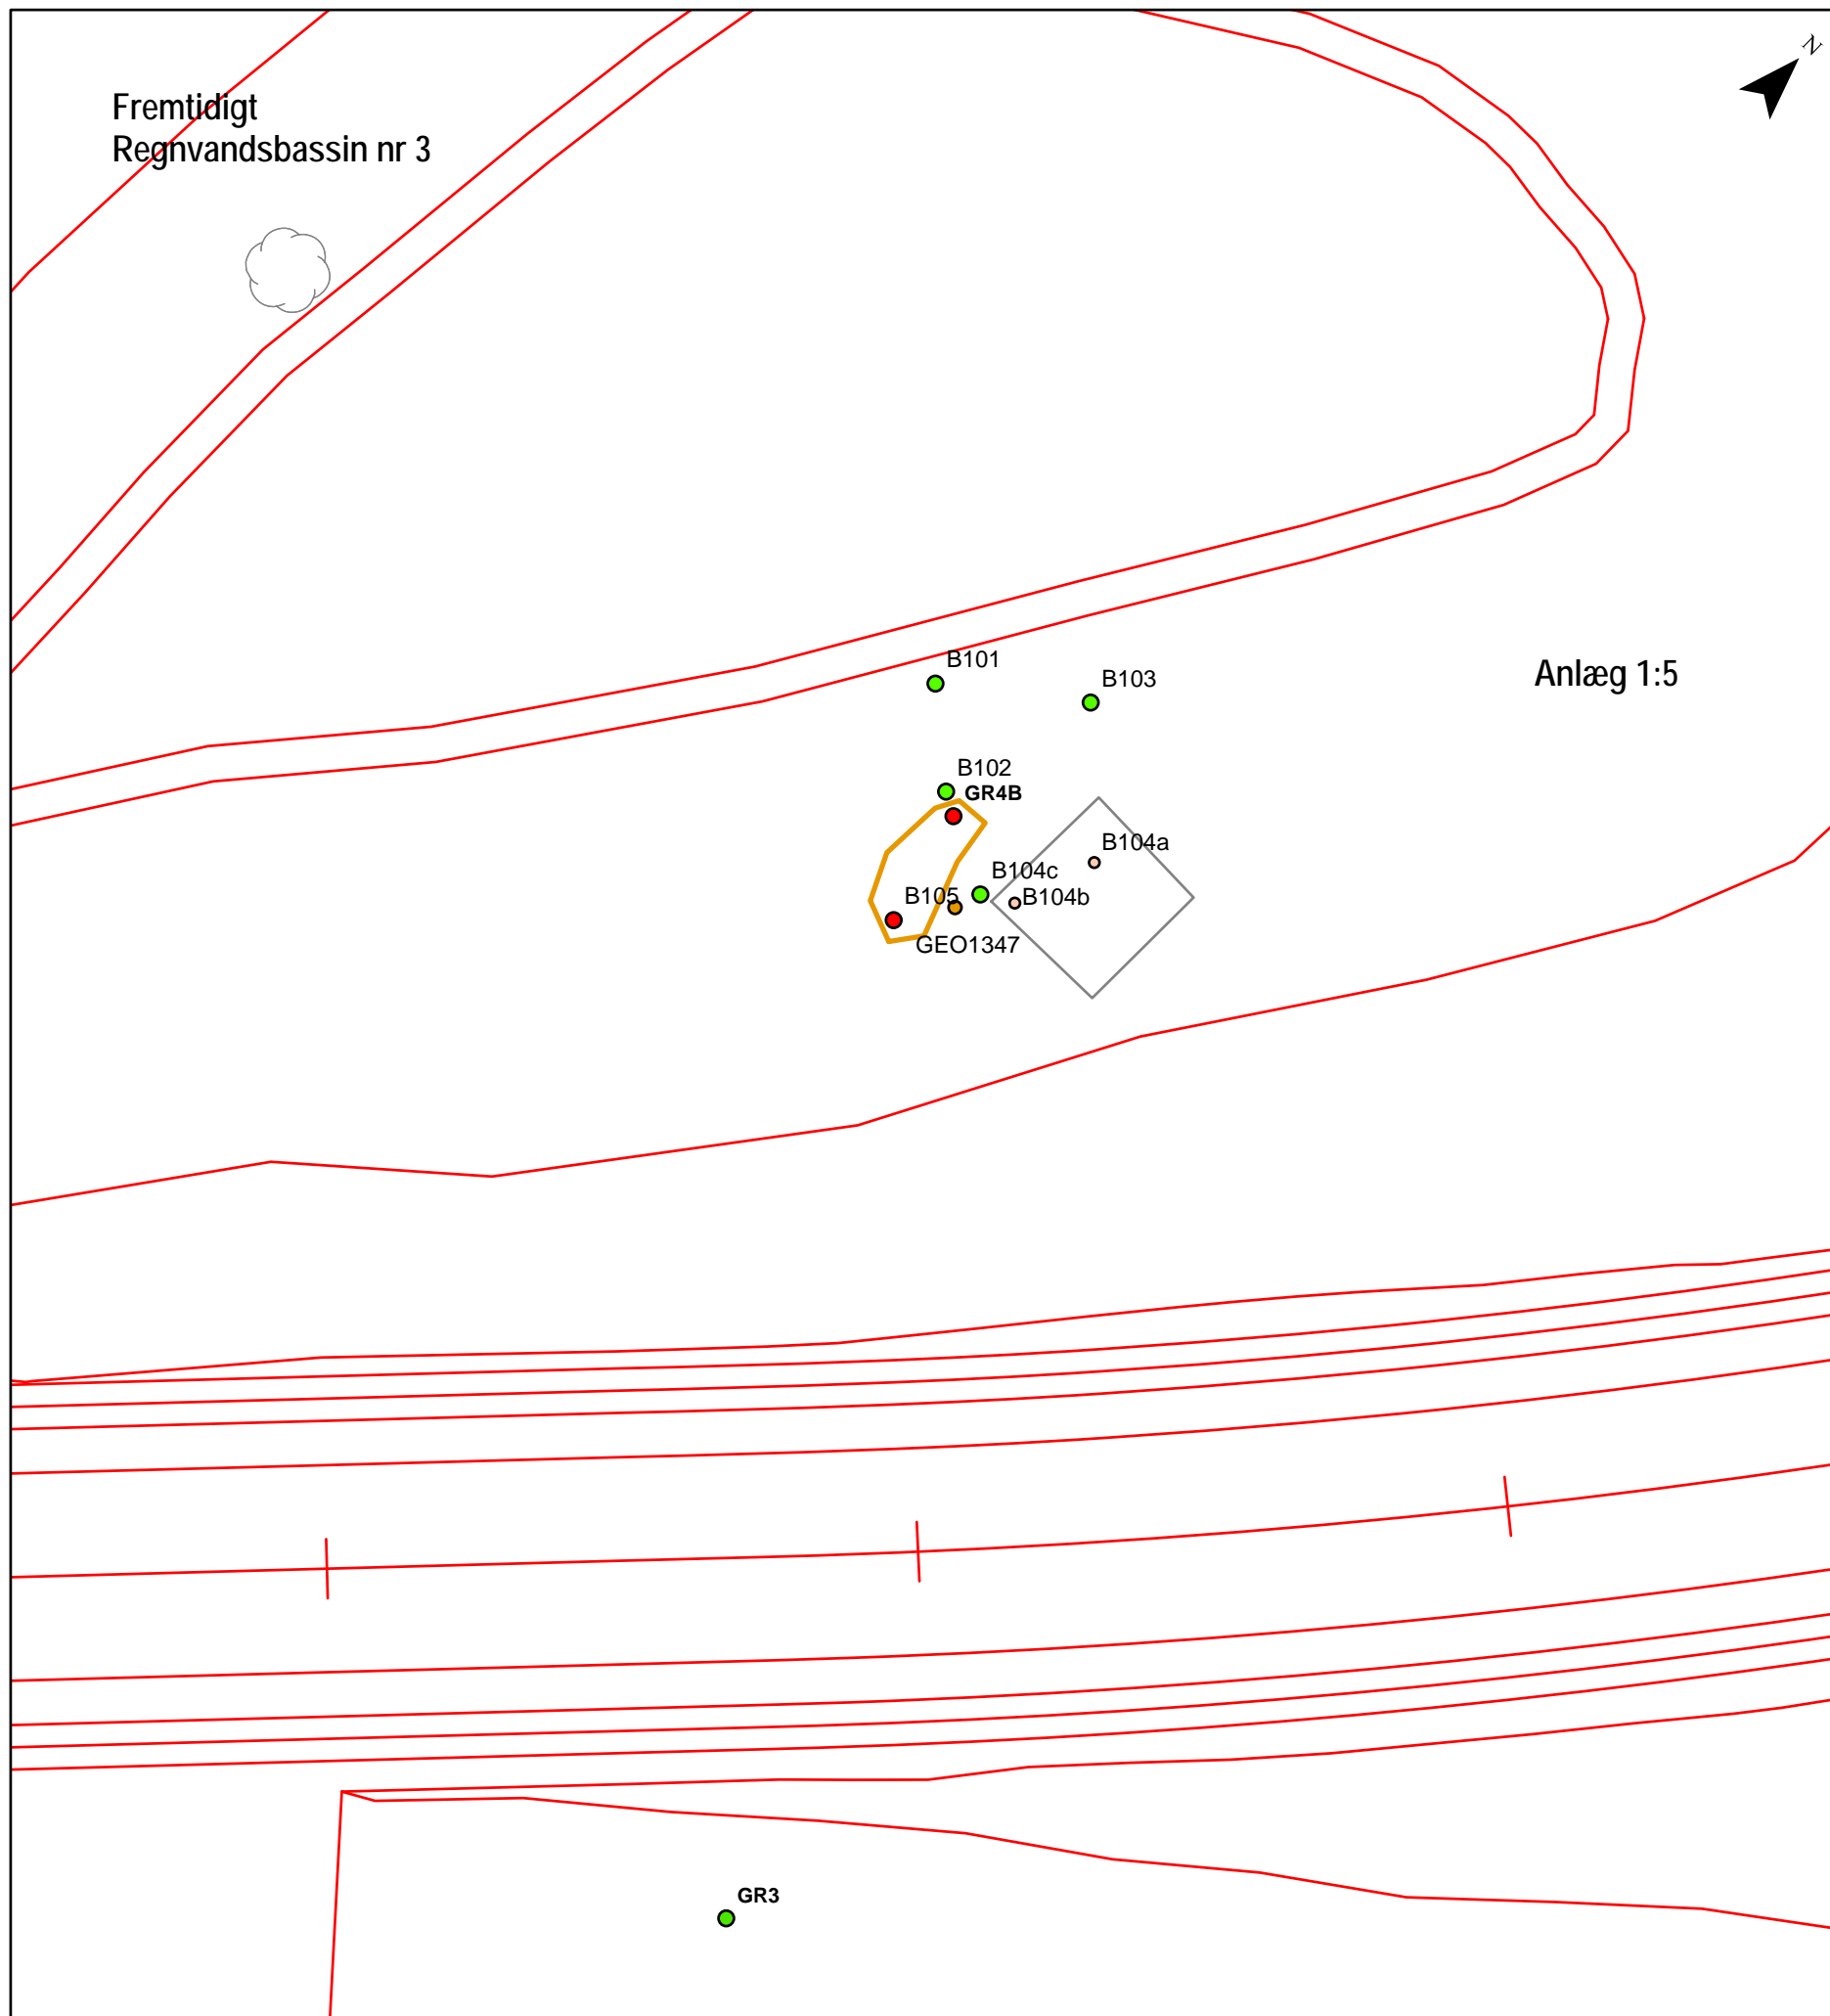 N
Fremtidigt
Regnvandsbassin nr 3
B101
B103
Anlæg 1:5
B102
GR4B
B104a
B104c
B105
B104b
GEO1347
GR3